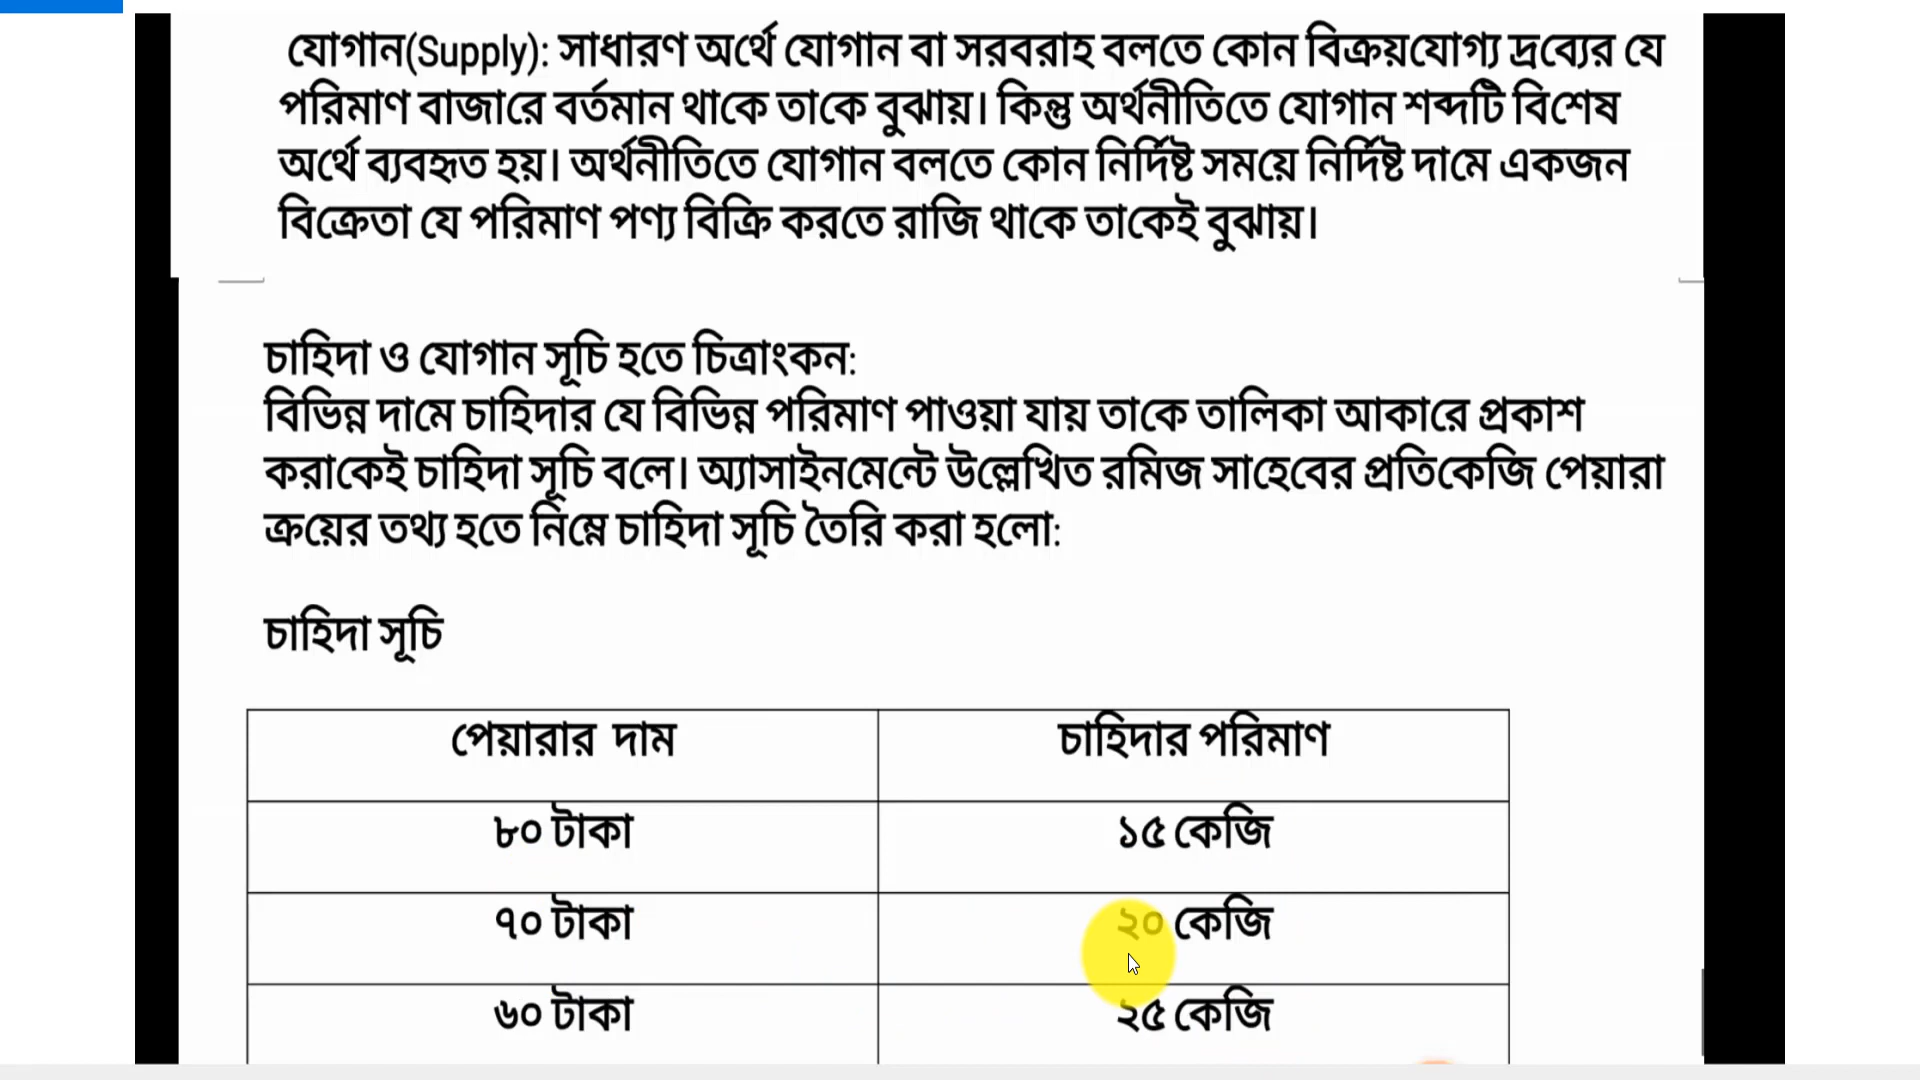 যোগান(Supply): সাধারণ অর্থে যোগান বা সরবরাহ বলতে কোন বিক্রয়যোগ্য দ্রব্যের যে
পরিমাণ বাজারে বর্তমান থাকে তাকে বুঝায়। কিন্তু অর্থনীতিতে যোগান শব্দটি বিশেষ
অর্থে ব্যবহৃত হয়। অর্থনীতিতে যোগান বলতে কোন নির্দিষ্ট সময়ে নির্দিষ্ট দামে একজন
বিক্রেতা যে পরিমাণ পণ্য বিক্রি করতে রাজি থাকে তাকেই বুঝায়।
চাহিদা ও যোগান সূচি হতে চিত্রাংকন:
বিভিন্ন দামে চাহিদার যে বিভিন্ন পরিমাণ পাওয়া যায় তাকে তালিকা আকারে প্রকাশ
করাকেই চাহিদা সূচি বলে। অ্যাসাইনমেন্টে উল্লেখিত রমিজ সাহেবের প্রতিকেজি পেয়ারা
ক্রয়ের তথ্য হতে নিম্নে চাহিদা সূচি তৈরি করা হলো:
চাহিদা সূচি
পেয়ারার দাম চাহিদার পরিমাণ
৮০ টাকা ১৫ কেজি
৭০ টাকা ২০ কেজি
৬০ টাকা ২৫ কেজি